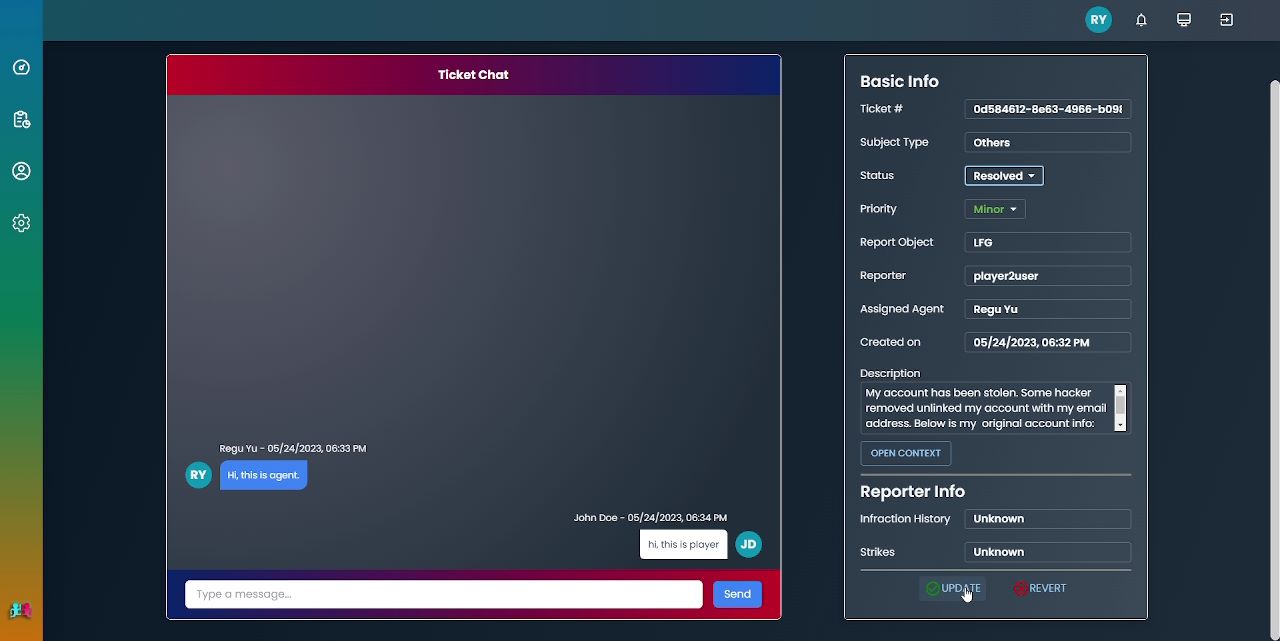 RY
Ticket Chat
Regu Yu - 05/24/2023, 06:33 PM
RY
Hi, this is agent.
John Doe - 05/24/2023, 06:34 PM
hi, this is player
JD
Type a message...
Send
Basic Info
Ticket # 0d584612-8e63-4966-b098
Subject Type Others
Status Resolved
Priority Minor
Report Object LFG
Reporter player2user
Assigned Agent Regu Yu
Created on 05/24/2023, 06:32 PM
Description
My account has been stolen. Some hacker
removed unlinked my account with my email
address. Below is my original account info:
OPEN CONTEXT
Reporter Info
Infraction History Unknown
Strikes Unknown
UPDATE REVERT